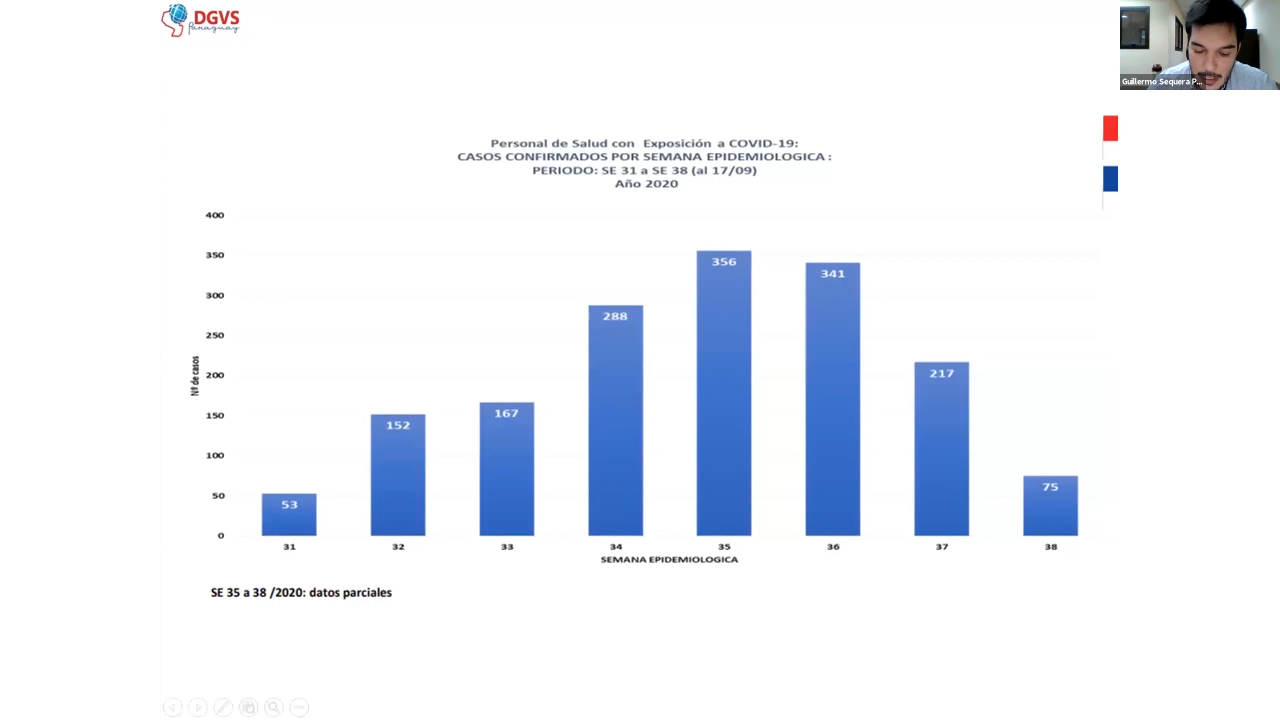 DGVS
Paraguay
Guillermo Sequera P...
Personal de Salud con Exposición a COVID-19:
CASOS CONFIRMADOS POR SEMANA EPIDEMIOLOGICA :
PERIODO: SE 31 a SE 38 (al 17/09)
Año 2020
Nº de casos
400
350
300
250
200
150
100
50
0
53
152
167
288
356
341
217
75
31 32 33 34 35 36 37 38
SEMANA EPIDEMIOLOGICA
SE 35 a 38 /2020: datos parciales